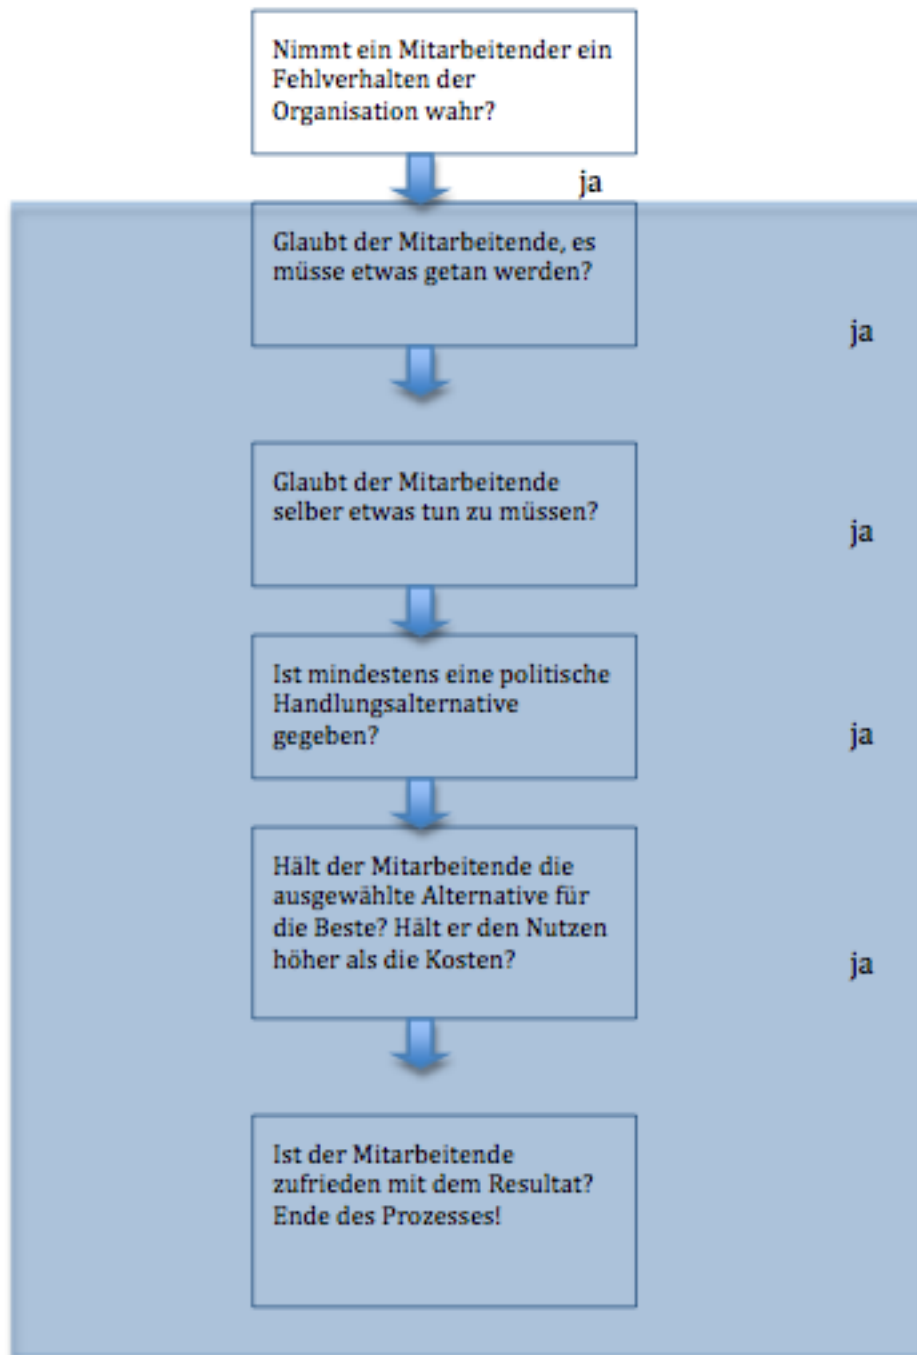 Nimmt ein Mitarbeitender ein
Fehlverhalten der
Organisation wahr?
ja
Glaubt der Mitarbeitende, es
müsse etwas getan werden?
ja
Glaubt der Mitarbeitende
selber etwas tun zu müssen?
ja
Ist mindestens eine politische
Handlungsalternative
gegeben?
ja
Hält der Mitarbeitende die
ausgewählte Alternative für
die Beste? Hält er den Nutzen
höher als die Kosten?
ja
Ist der Mitarbeitende
zufrieden mit dem Resultat?
Ende des Prozesses!